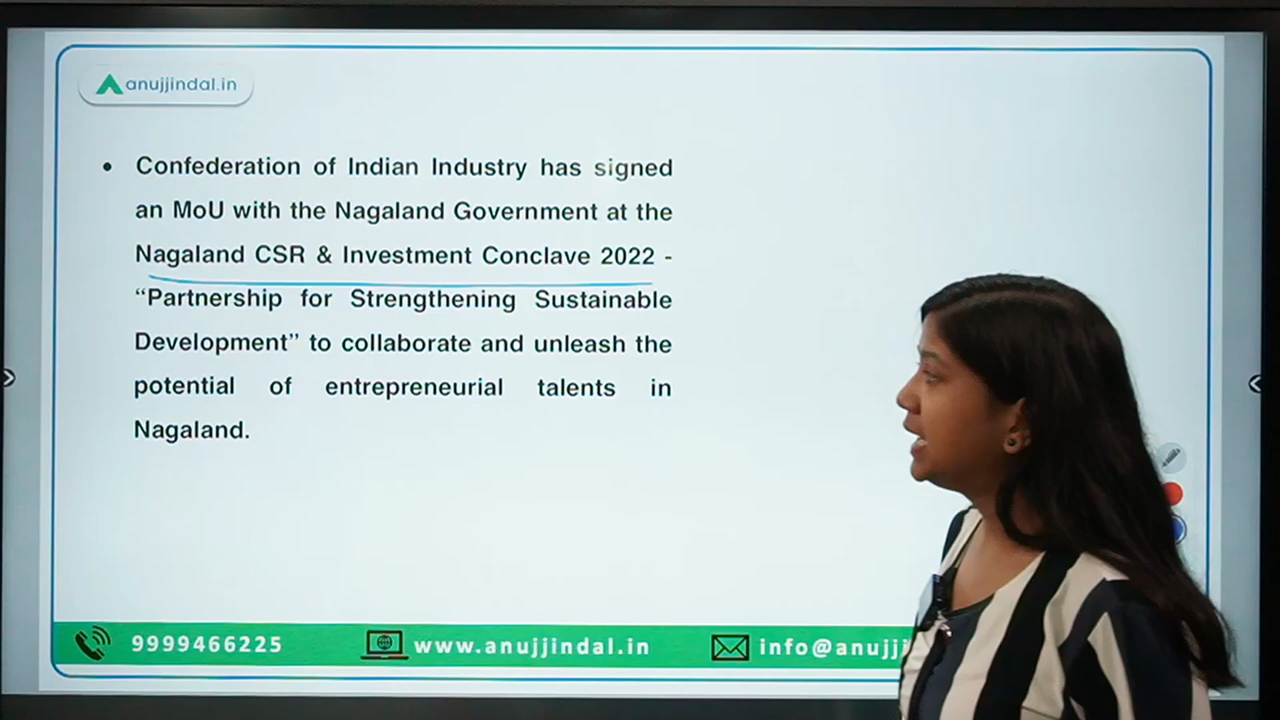 anujjindal.in
• Confederation of Indian Industry has signed
an MoU with the Nagaland Government at the
Nagaland CSR & Investment Conclave 2022 -
“Partnership for Strengthening Sustainable
Development” to collaborate and unleash the
potential of entrepreneurial talents in
Nagaland.
9999466225 www.anujjindal.in info@anujji